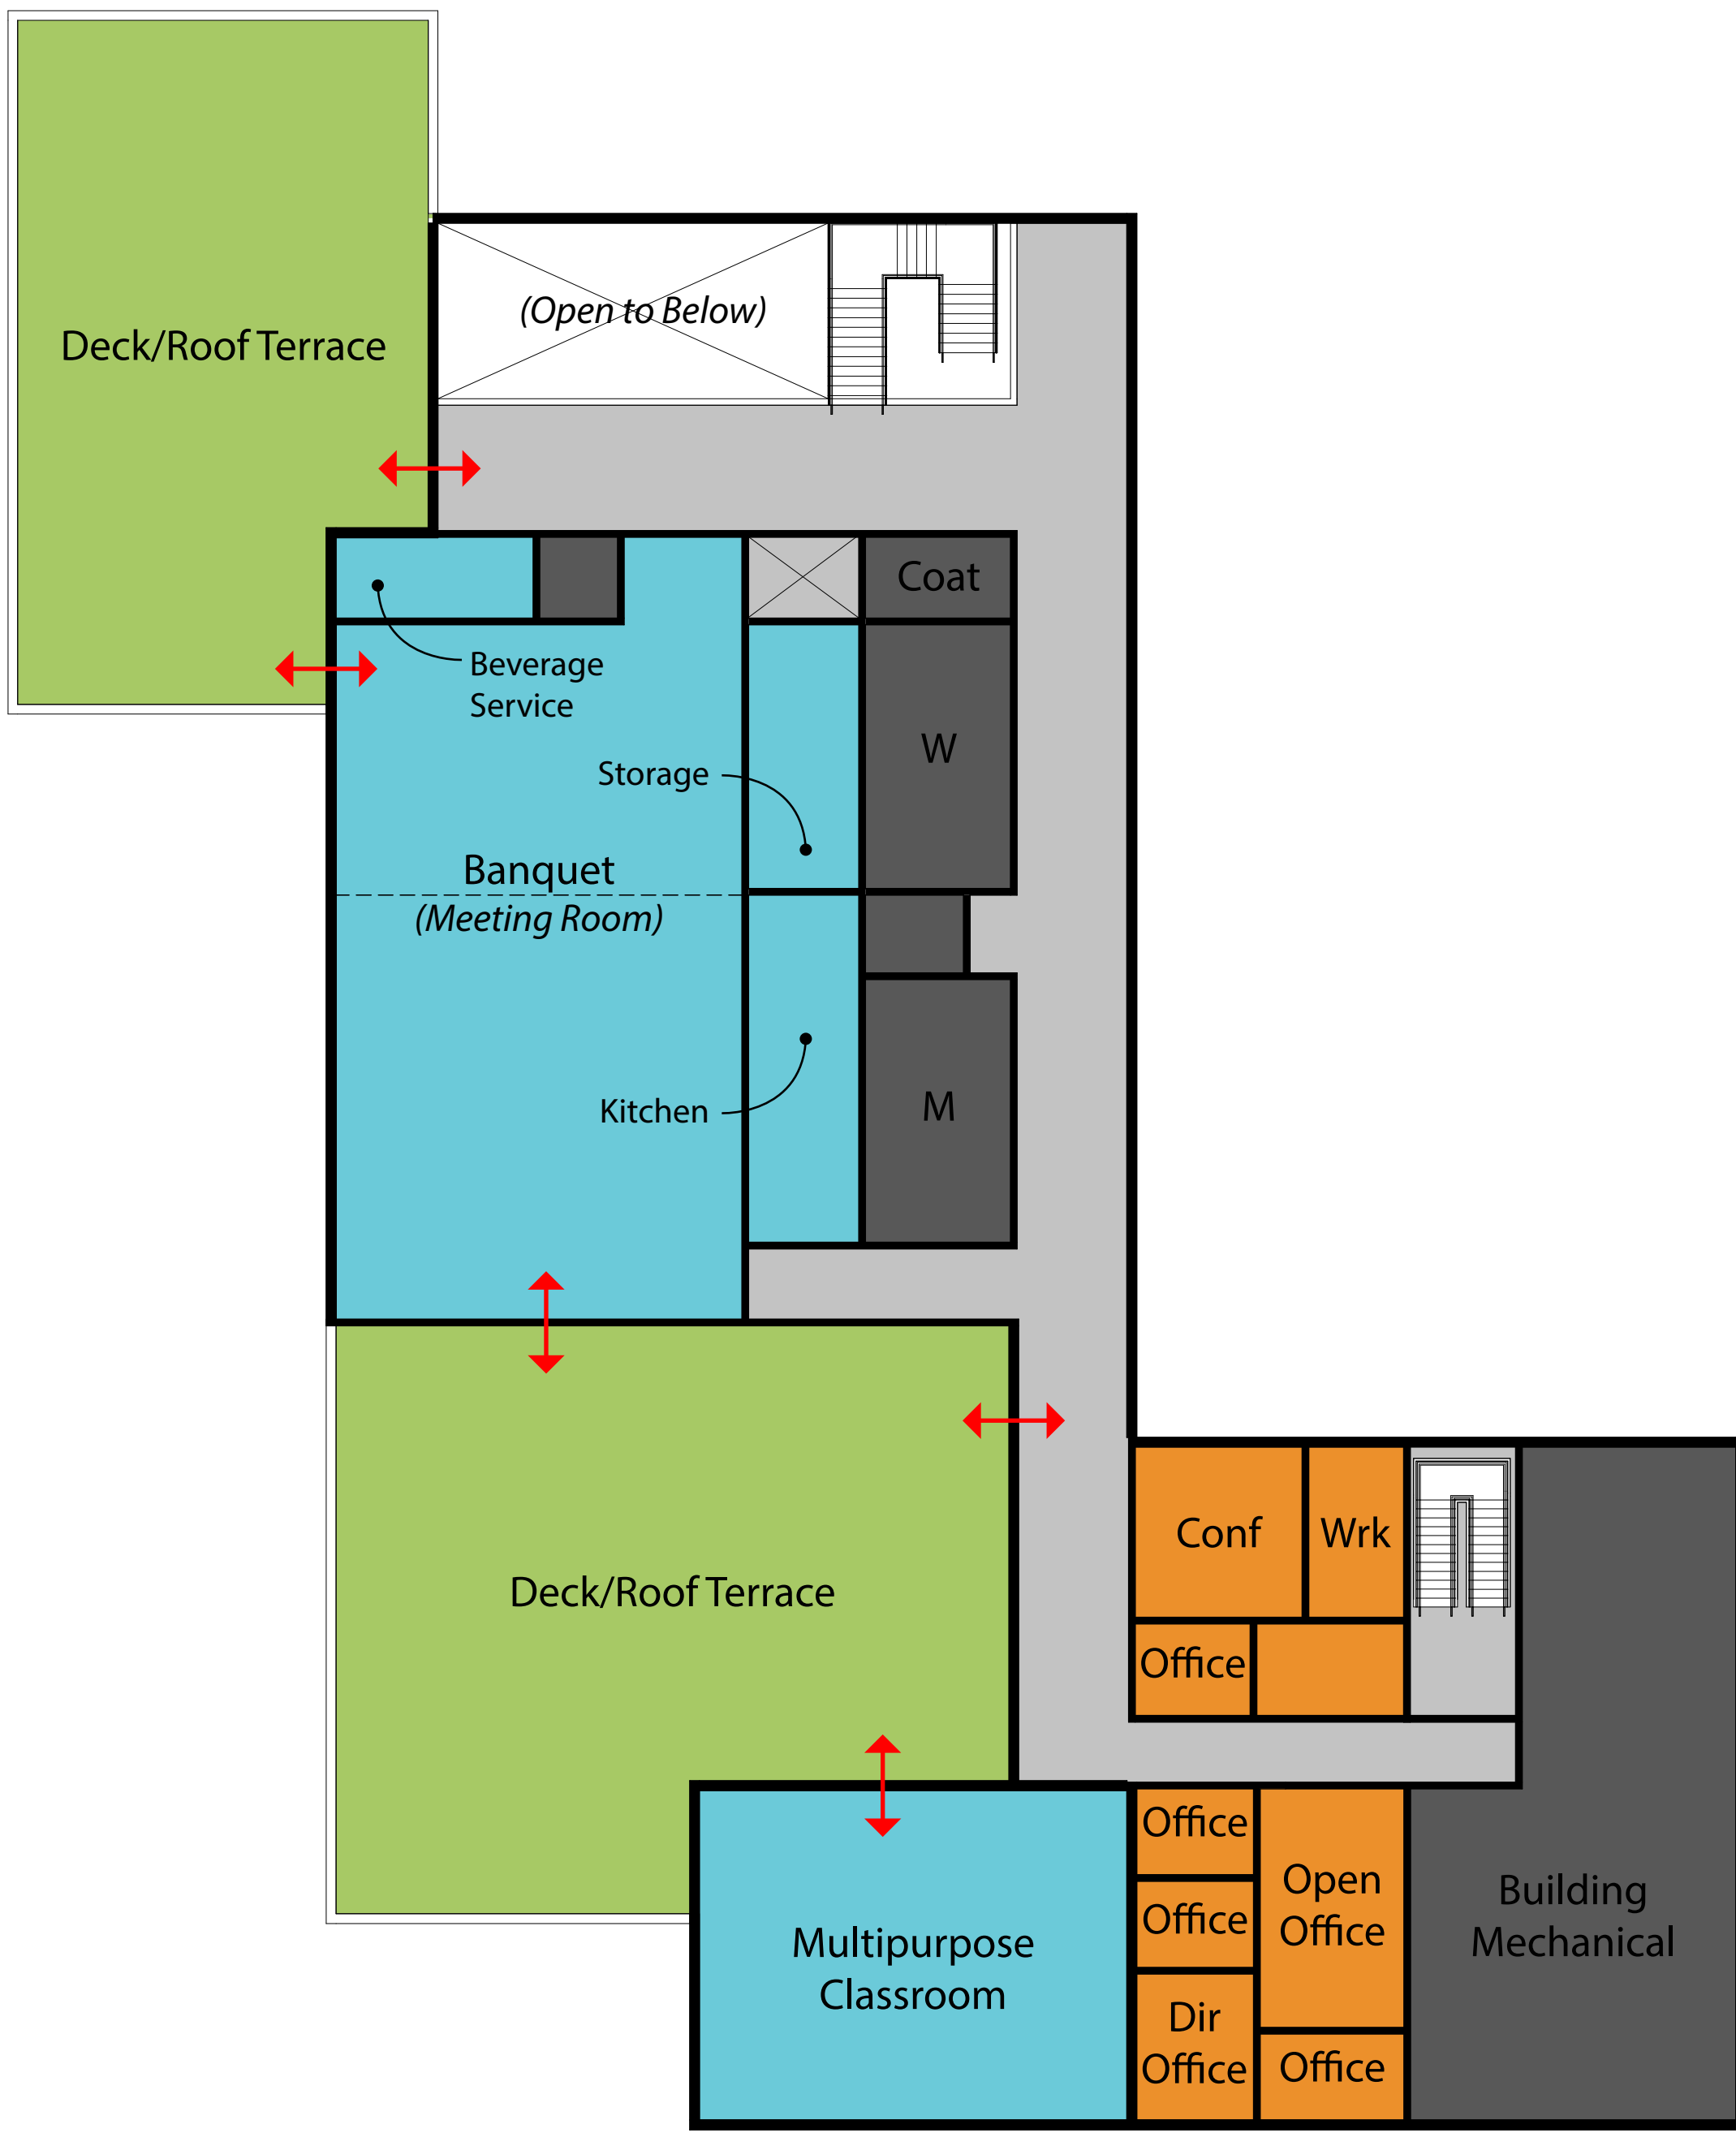 Deck/Roof Terrace
(Open to Below)
Coat
Beverage
Service
W
Storage
Banquet
(Meeting Room)
Kitchen
M
Conf
Wrk
Deck/Roof Terrace
Office
Office
Open
Office
Office
Building
Mechanical
Multipurpose
Classroom
Dir
Office
Office